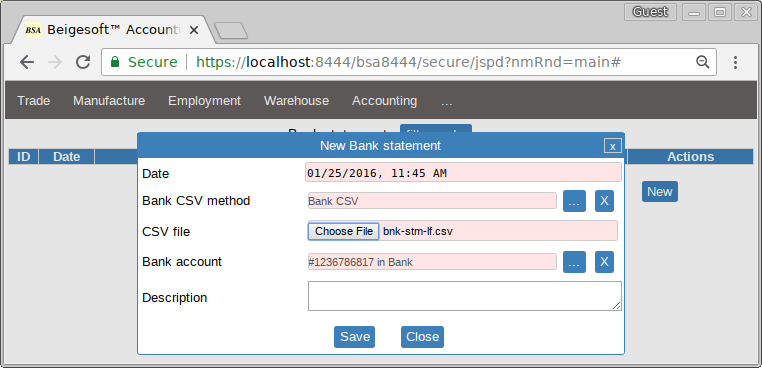 Guest
BSA Beigesoft™ Accounti
Secure https://localhost:8444/bsa8444/secure/jspd?nmRnd=main#
Trade Manufacture Employment Warehouse Accounting ...
New Bank statement x
ID Date Actions
Date 01/25/2016, 11:45 AM
Bank CSV method Bank CSV ... X
New
CSV file Choose File bnk-stm-lf.csv
Bank account #1236786817 in Bank ... X
Description
Save Close